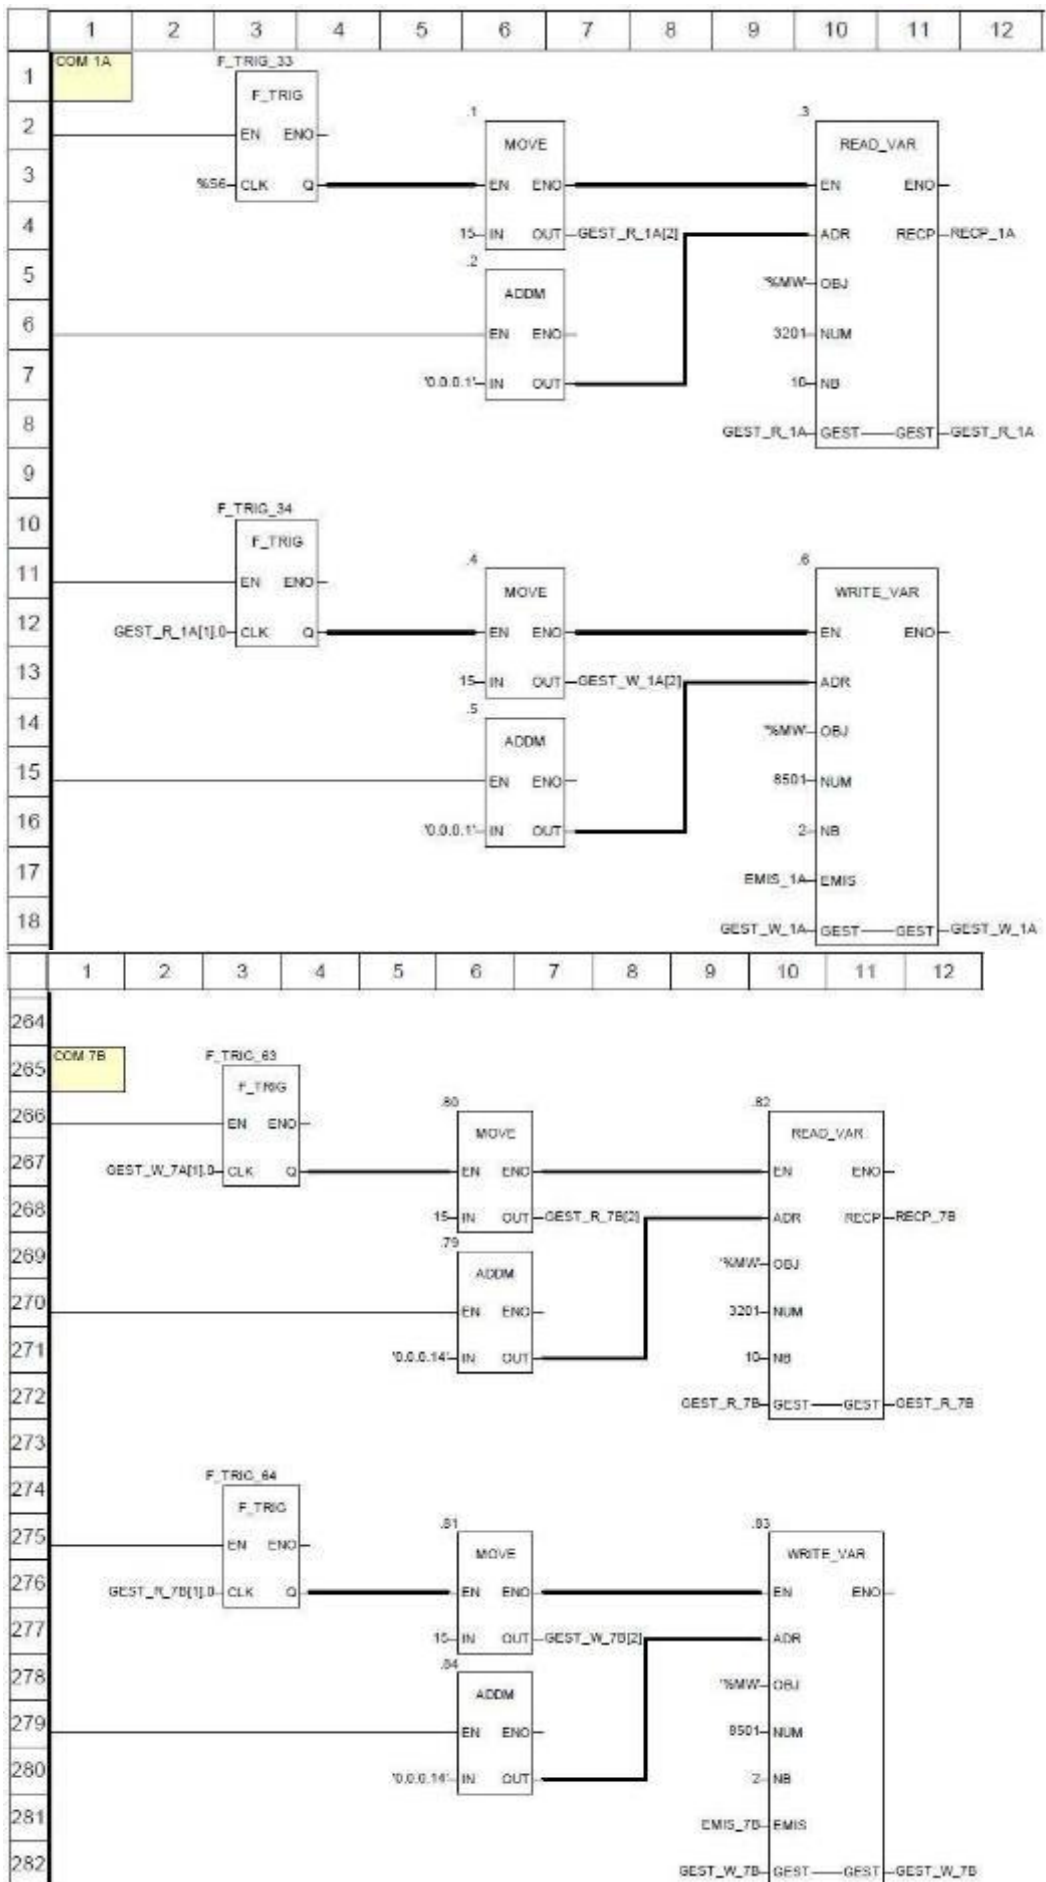 1 2 3 4 5 6 7 8 9 10 11 12
1 COM 1A F_TRIG_33
F_TRIG
2 EN ENO .1 .3
MOVE READ_VAR
3 %S6 CLK Q EN ENO EN ENO
4 15 IN OUT GEST_R_1A[2] ADR RECP RECP_1A
5 .2
ADDM '%MW' OBJ
6 EN ENO 3201 NUM
7 '0.0.0.1' IN OUT 10 NB
8 GEST_R_1A GEST GEST GEST_R_1A
9
10 F_TRIG_34
F_TRIG
11 EN ENO .4 .6
MOVE WRITE_VAR
12 GEST_R_1A[1].0 CLK Q EN ENO EN ENO
13 15 IN OUT GEST_W_1A[2] ADR
14 .5
ADDM '%MW' OBJ
15 EN ENO 8501 NUM
16 '0.0.0.1' IN OUT 2 NB
17 EMIS_1A EMIS
18 GEST_W_1A GEST GEST GEST_W_1A
1 2 3 4 5 6 7 8 9 10 11 12
264
265 COM 7B F_TRIG_63
F_TRIG
266 EN ENO .80 .82
MOVE READ_VAR
267 GEST_W_7A[1].0 CLK Q EN ENO EN ENO
268 15 IN OUT GEST_R_7B[2] ADR RECP RECP_7B
269 .79
ADDM '%MW' OBJ
270 EN ENO 3201 NUM
271 '0.0.0.14' IN OUT 10 NB
272 GEST_R_7B GEST GEST GEST_R_7B
273
274 F_TRIG_64
F_TRIG
275 EN ENO .81 .83
MOVE WRITE_VAR
276 GEST_R_7B[1].0 CLK Q EN ENO EN ENO
277 15 IN OUT GEST_W_7B[2] ADR
278 .84
ADDM '%MW' OBJ
279 EN ENO 8501 NUM
280 '0.0.0.14' IN OUT 2 NB
281 EMIS_7B EMIS
282 GEST_W_7B GEST GEST GEST_W_7B